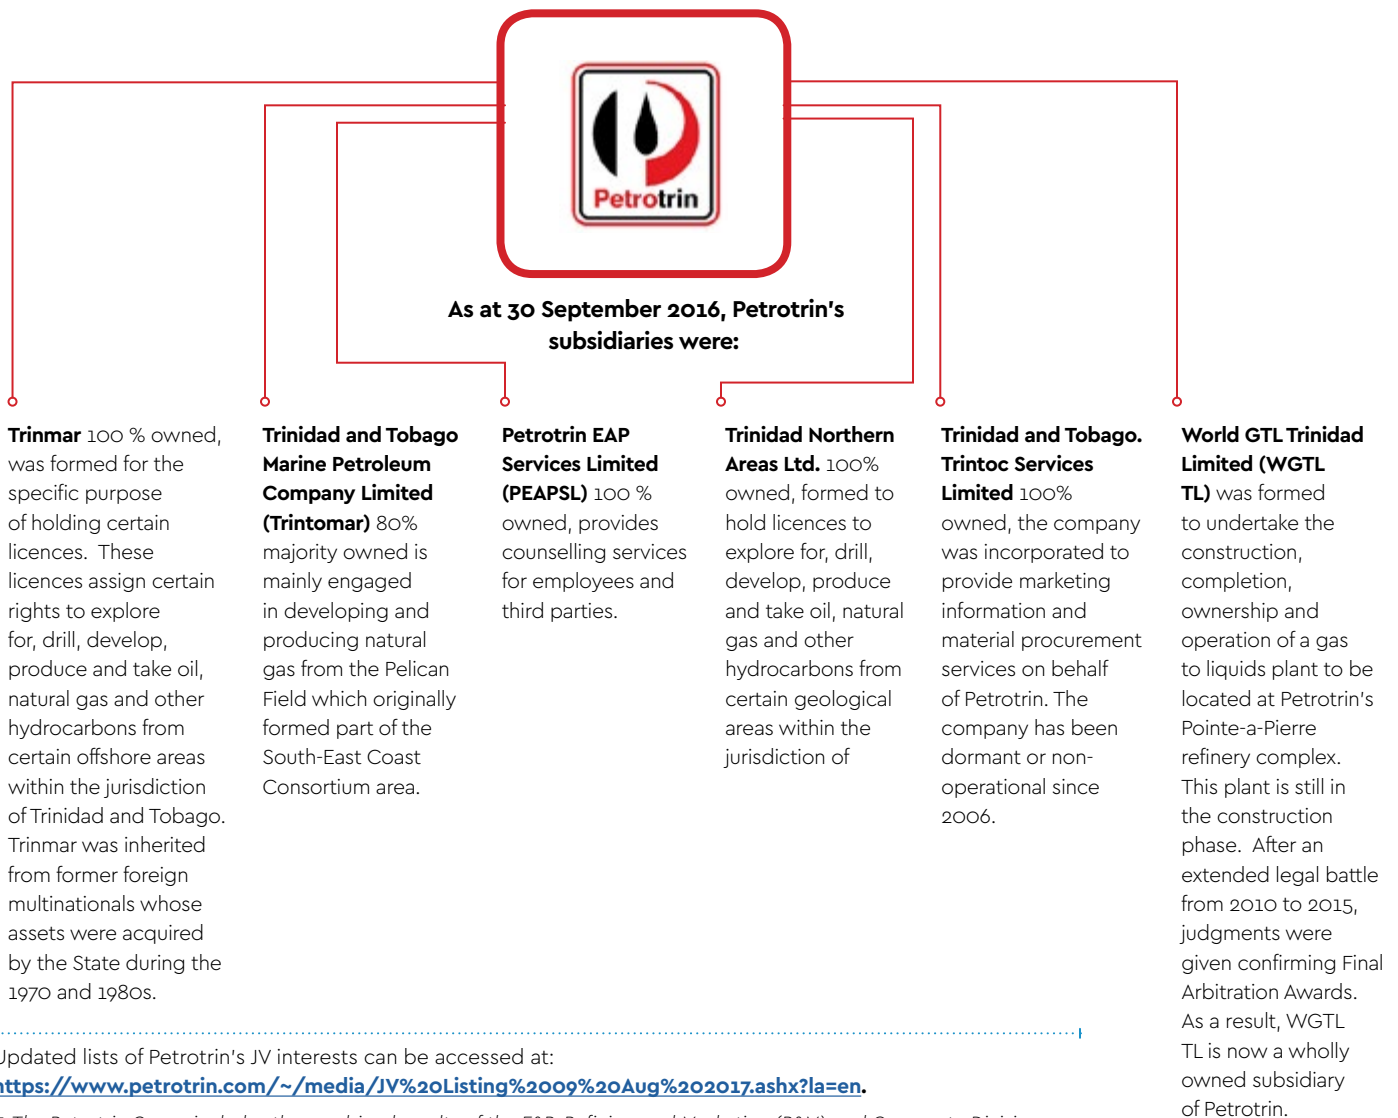 Petrotrin
As at 30 September 2016, Petrotrin's
subsidiaries were:
Trinmar 100 % owned,
was formed for the
specific purpose
of holding certain
licences. These
licences assign certain
rights to explore
for, drill, develop,
produce and take oil,
natural gas and other
hydrocarbons from
certain offshore areas
within the jurisdiction
of Trinidad and Tobago.
Trinmar was inherited
from former foreign
multinationals whose
assets were acquired
by the State during the
1970 and 1980s.
Trinidad and Tobago
Marine Petroleum
Company Limited
(Trintomar) 80%
majority owned is
mainly engaged
in developing and
producing natural
gas from the Pelican
Field which originally
formed part of the
South-East Coast
Consortium area.
Petrotrin EAP
Services Limited
(PEAPSL) 100 %
owned, provides
counselling services
for employees and
third parties.
Trinidad Northern
Areas Ltd. 100%
owned, formed to
hold licences to
explore for, drill,
develop, produce
and take oil, natural
gas and other
hydrocarbons from
certain geological
areas within the
jurisdiction of
Trinidad and Tobago.
Trintoc Services
Limited 100%
owned, the company
was incorporated to
provide marketing
information and
material procurement
services on behalf
of Petrotrin. The
company has been
dormant or non-
operational since
2006.
World GTL Trinidad
Limited (WGTL
TL) was formed
to undertake the
construction,
completion,
ownership and
operation of a gas
to liquids plant to be
located at Petrotrin's
Pointe-a-Pierre
refinery complex.
This plant is still in
the construction
phase. After an
extended legal battle
from 2010 to 2015,
judgments were
given confirming Final
Arbitration Awards.
As a result, WGTL
TL is now a wholly
owned subsidiary
of Petrotrin.
Updated lists of Petrotrin's JV interests can be accessed at:
https://www.petrotrin.com/~/media/JV%20Listing%2009%20Aug%202017.ashx?la=en.